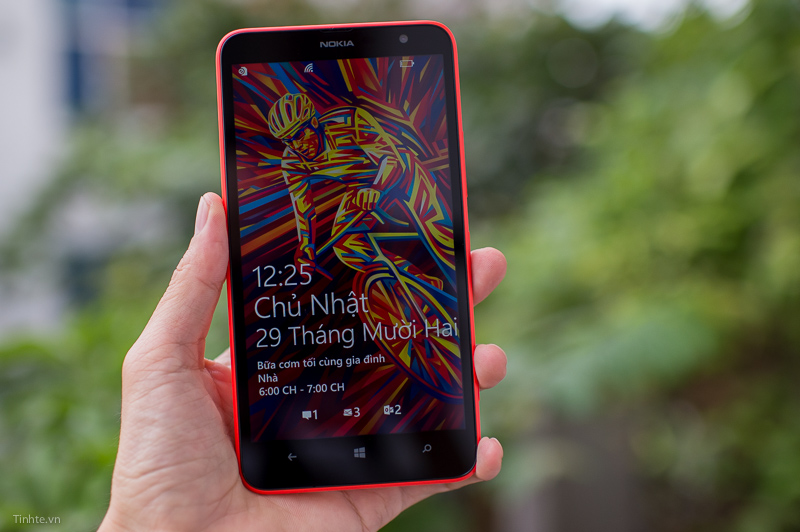 NOKIA
12:25
Chủ Nhật
29 Tháng Mười Hai
Bữa cơm tối cùng gia đình
Nhà
6:00 CH - 7:00 CH
1 3 2
Tinhte.vn